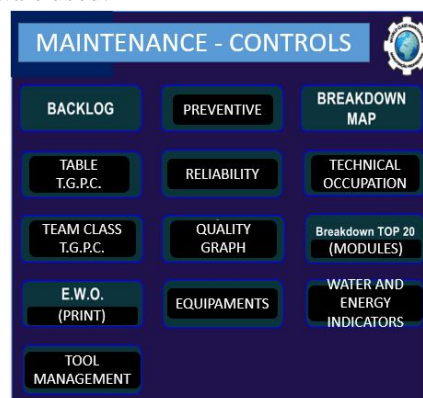 MAINTENANCE - CONTROLS
BACKLOG
PREVENTIVE
BREAKDOWN
MAP
TABLE
T.G.P.C.
RELIABILITY
TECHNICAL
OCCUPATION
TEAM CLASS
T.G.P.C.
QUALITY
GRAPH
Breakdown TOP 20
(MODULES)
E.W.O.
(PRINT)
EQUIPAMENTS
WATER AND
ENERGY
INDICATORS
TOOL
MANAGEMENT